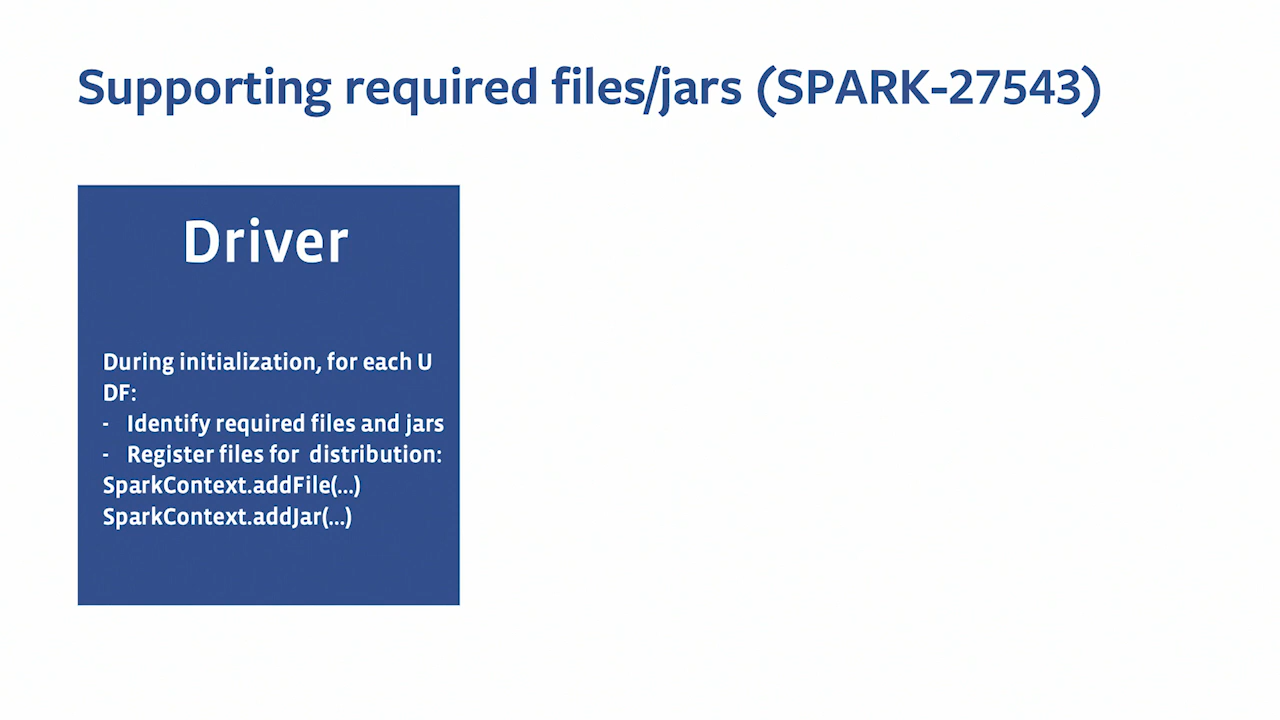 Supporting required files/jars (SPARK-27543)
Driver
During initialization, for each U
DF:
- Identify required files and jars
- Register files for distribution:
SparkContext.addFile(...)
SparkContext.addJar(...)